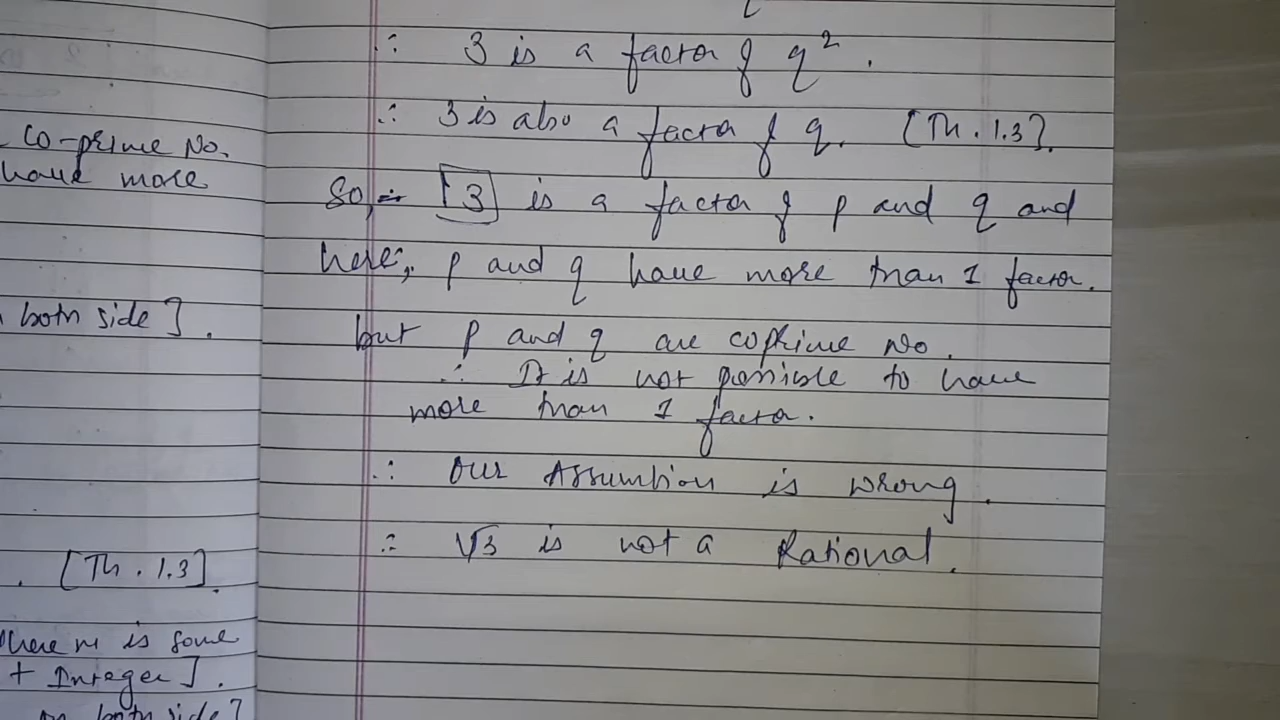 Co-prime No.
have more
both side].
. [Th. 1.3].
where m is some
+ Integer].
on both side]
∴ 3 is a factor of q².
∴ 3 is also a factor of q. [Th. 1.3].
So,- [3] is a factor of p and q and
here, p and q have more than 1 factor.
but p and q are coprime No.
∴ It is not possible to have
more than 1 factor.
∴ Our Assumption is wrong.
∴ √3 is not a Rational.